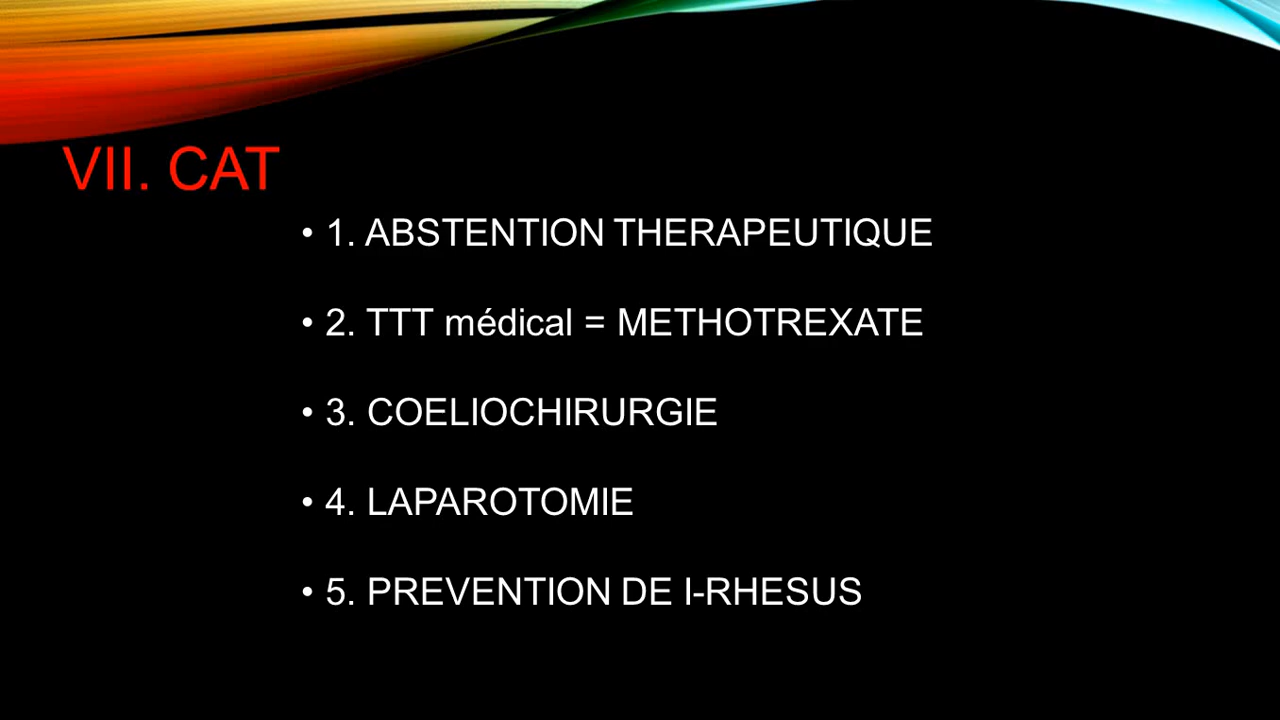 VII. CAT
• 1. ABSTENTION THERAPEUTIQUE
• 2. TTT médical = METHOTREXATE
• 3. COELIOCHIRURGIE
• 4. LAPAROTOMIE
• 5. PREVENTION DE I-RHESUS